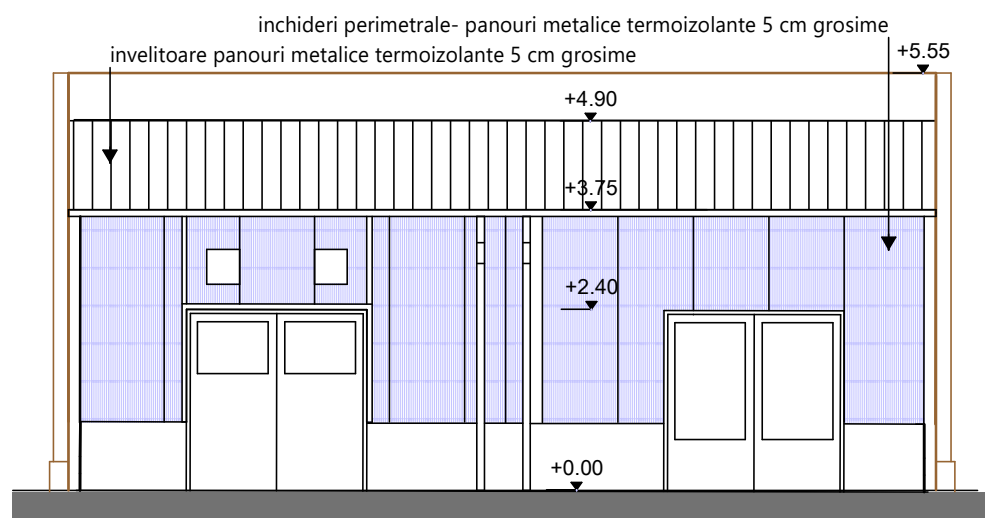 inchideri perimetrale- panouri metalice termoizolante 5 cm grosime
invelitoare panouri metalice termoizolante 5 cm grosime
+5.55
+4.90
+3.75
+2.40
+0.00